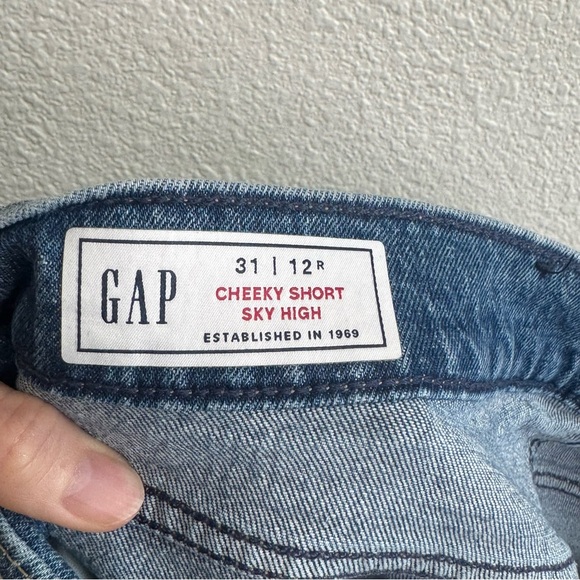 GAP
31 | 12R
CHEEKY SHORT
SKY HIGH
ESTABLISHED IN 1969